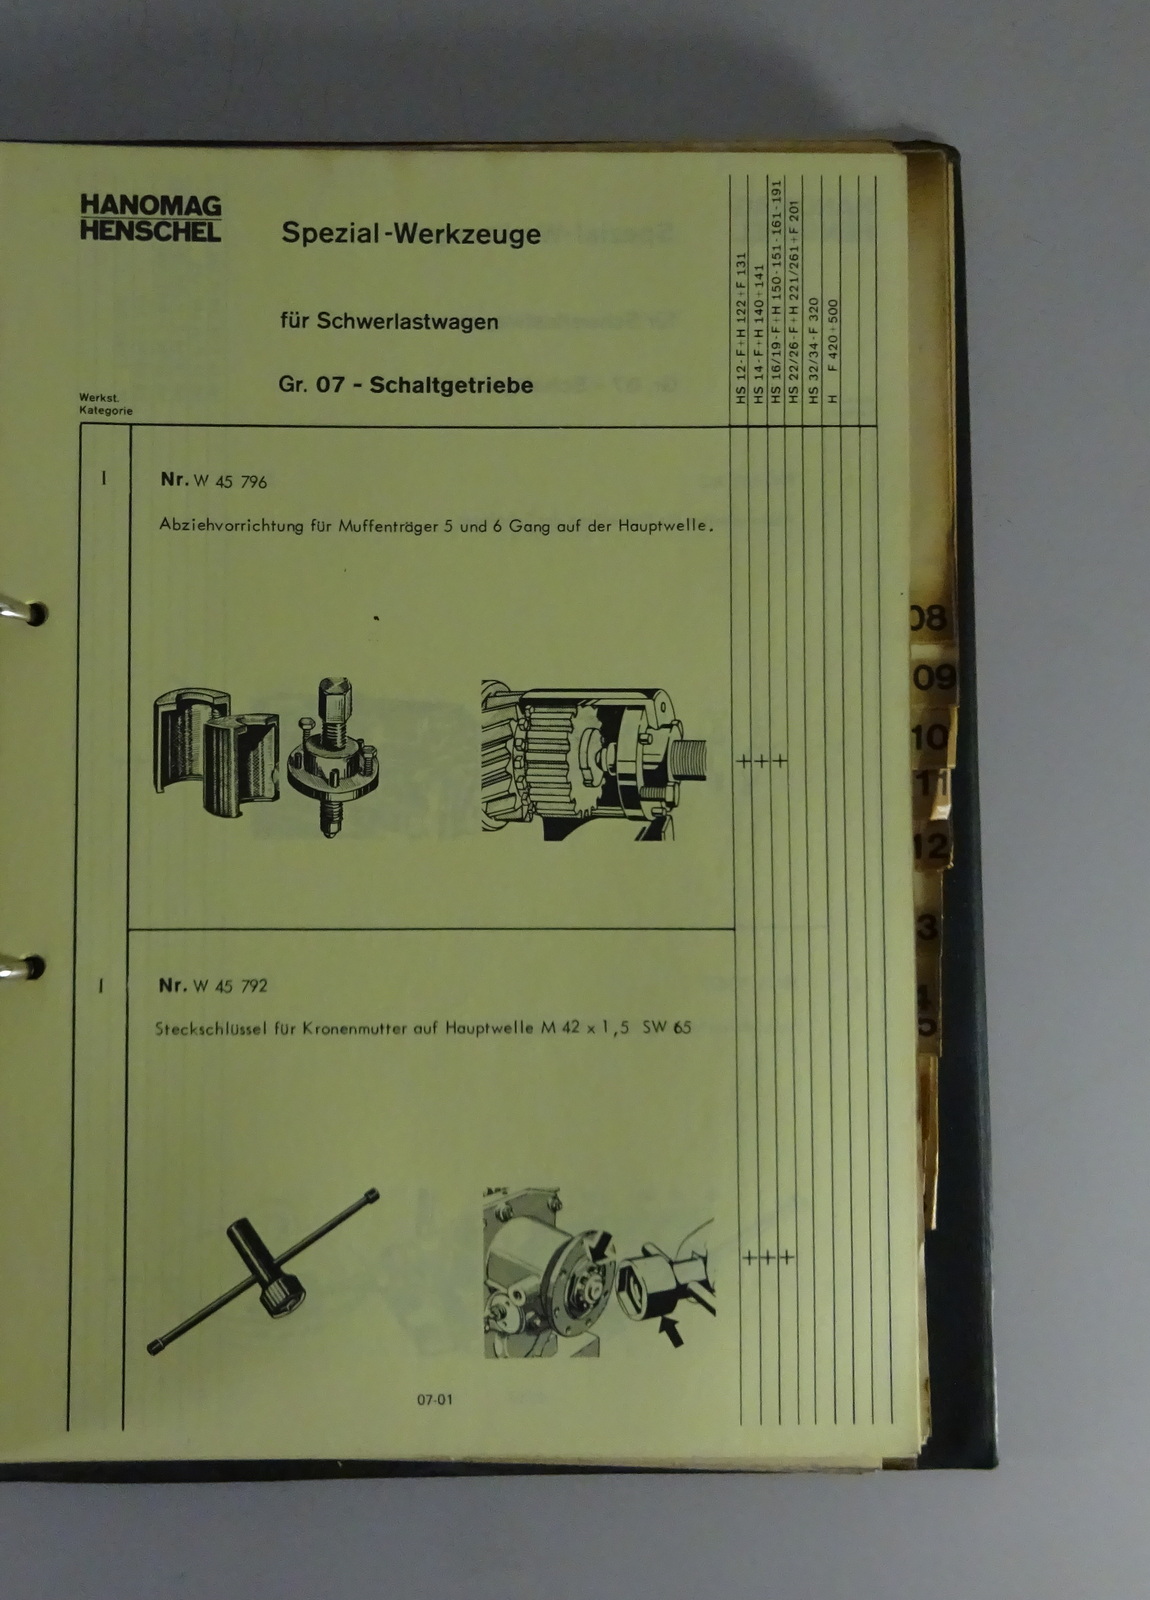 HANOMAG
HENSCHEL
Spezial-Werkzeuge
für Schwerlastwagen
Gr. 07 - Schaltgetriebe
Werkst.
Kategorie
HS 12-F+H 122+F 131
HS 14-F+H 140+141
HS 16/19-F+H 150-151-161-191
HS 22/26-F+H 221/261+F 201
HS 32/34-F 320
H F 420+500
I
Nr. W 45 796
Abziehvorrichtung für Muffenträger 5 und 6 Gang auf der Hauptwelle.
+++
I
Nr. W 45 792
Steckschlüssel für Kronenmutter auf Hauptwelle M 42 x 1,5 SW 65
+++
07-01
08
09
10
11
12
3
4
5